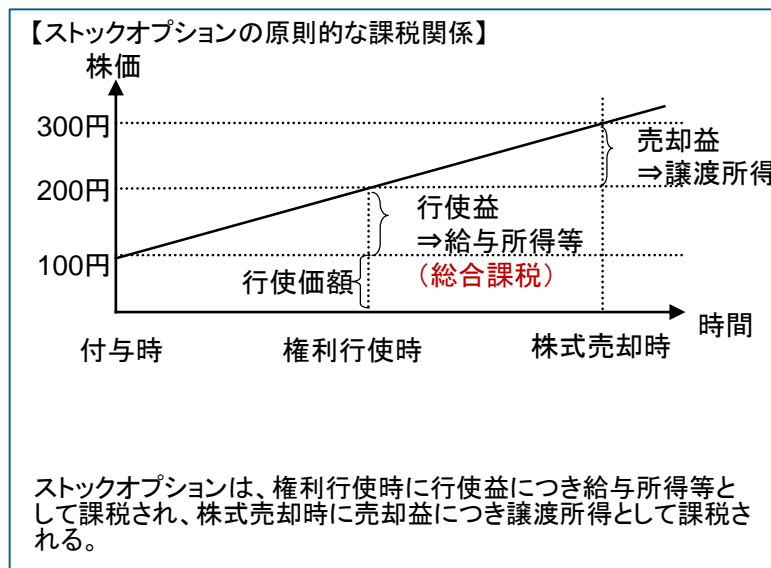 【ストックオプションの原則的な課税関係】
株価
300円
売却益
⇒譲渡所得
200円
行使益
⇒給与所得等
(総合課税)
100円
行使価額
時間
付与時
権利行使時
株式売却時
ストックオプションは、権利行使時に行使益につき給与所得等と
して課税され、株式売却時に売却益につき譲渡所得として課税さ
れる。